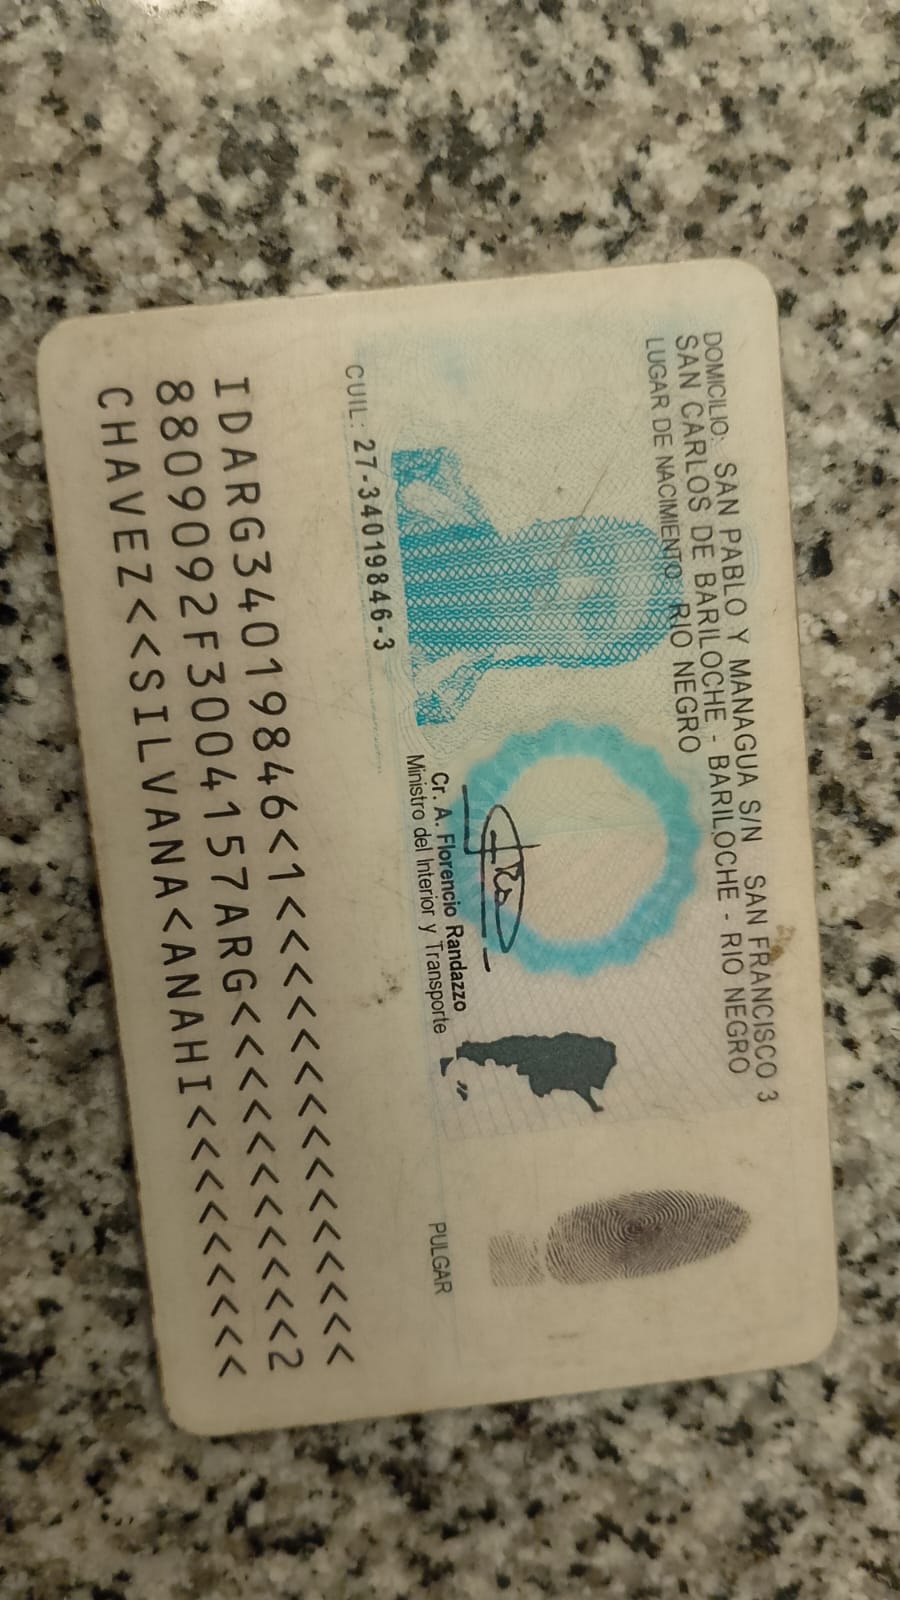 DOMICILIO: SAN PABLO Y MANAGUA S/N SAN FRANCISCO 3
SAN CARLOS DE BARILOCHE - BARILOCHE - RIO NEGRO
LUGAR DE NACIMIENTO: RIO NEGRO
Cr. A. Florencio Randazzo
Ministro del Interior y Transporte
PULGAR
CUIL: 27-34019846-3
IDARG34019846<1<<<<<<<<<<<<<<<
8809092F3004157ARG<<<<<<<<<<<2
CHAVEZ<<SILVANA<ANAHI<<<<<<<<<